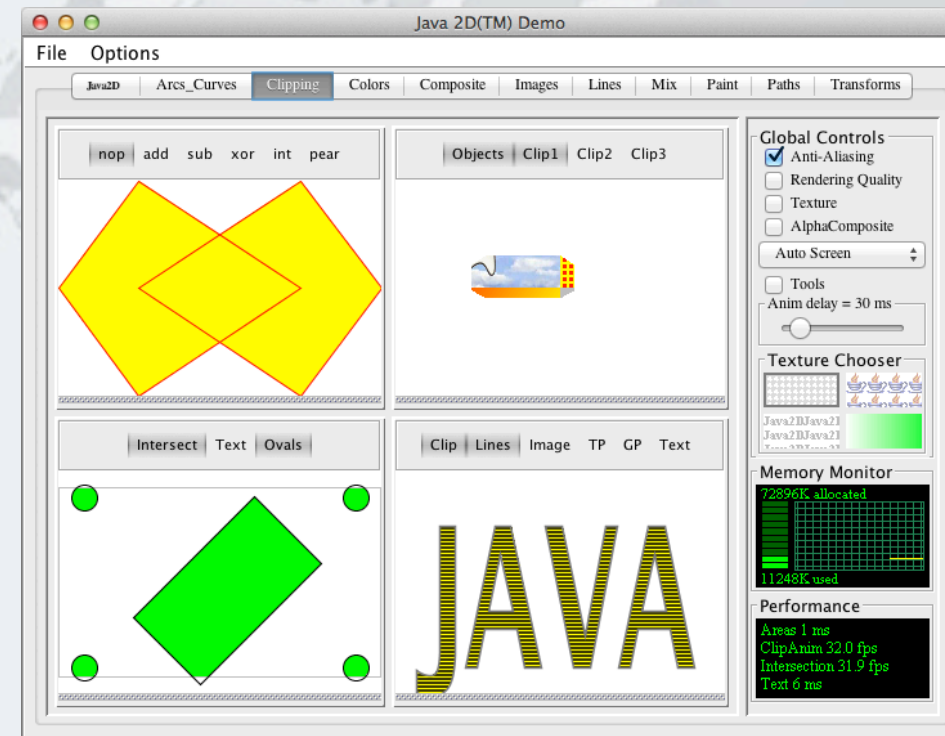 Java 2D(TM) Demo
File Options
Java2D Arcs_Curves Clipping Colors Composite Images Lines Mix Paint Paths Transforms
nop add sub xor int pear
Objects Clip1 Clip2 Clip3
Intersect Text Ovals
Clip Lines Image TP GP Text
JAVA
Global Controls
Anti-Aliasing
Rendering Quality
Texture
AlphaComposite
Auto Screen
Tools
Anim delay = 30 ms
Texture Chooser
Java2DJava2D
Java2DJava2D
Memory Monitor
72896K allocated
11248K used
Performance
Areas 1 ms
ClipAnim 32.0 fps
Intersection 31.9 fps
Text 6 ms